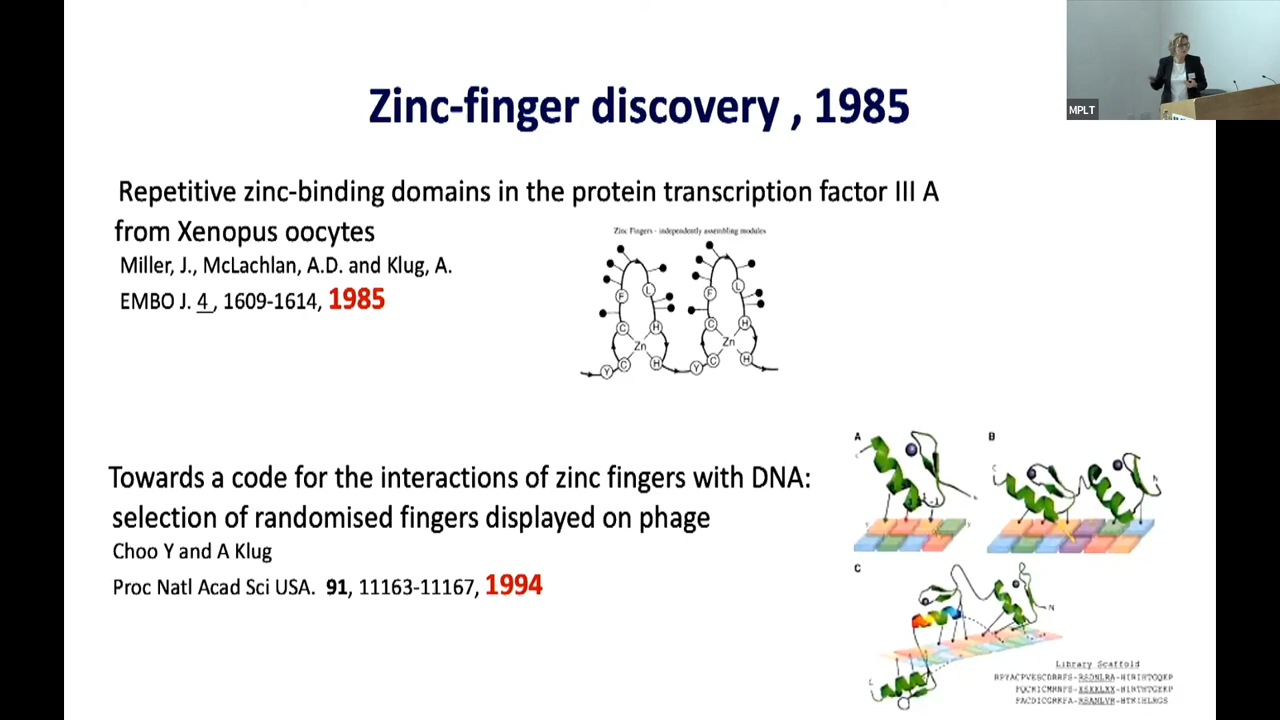 Zinc-finger discovery , 1985
MPLT
Repetitive zinc-binding domains in the protein transcription factor III A
from Xenopus oocytes
Zinc Fingers - independently assembling modules
Miller, J., McLachlan, A.D. and Klug, A.
EMBO J. 4 , 1609-1614, 1985
F L F L
C H C H
Zn Zn
Y C H Y C H
Towards a code for the interactions of zinc fingers with DNA:
selection of randomised fingers displayed on phage
Choo Y and A Klug
Proc Natl Acad Sci USA. 91, 11163-11167, 1994
A B
C
N
Library Scaffold